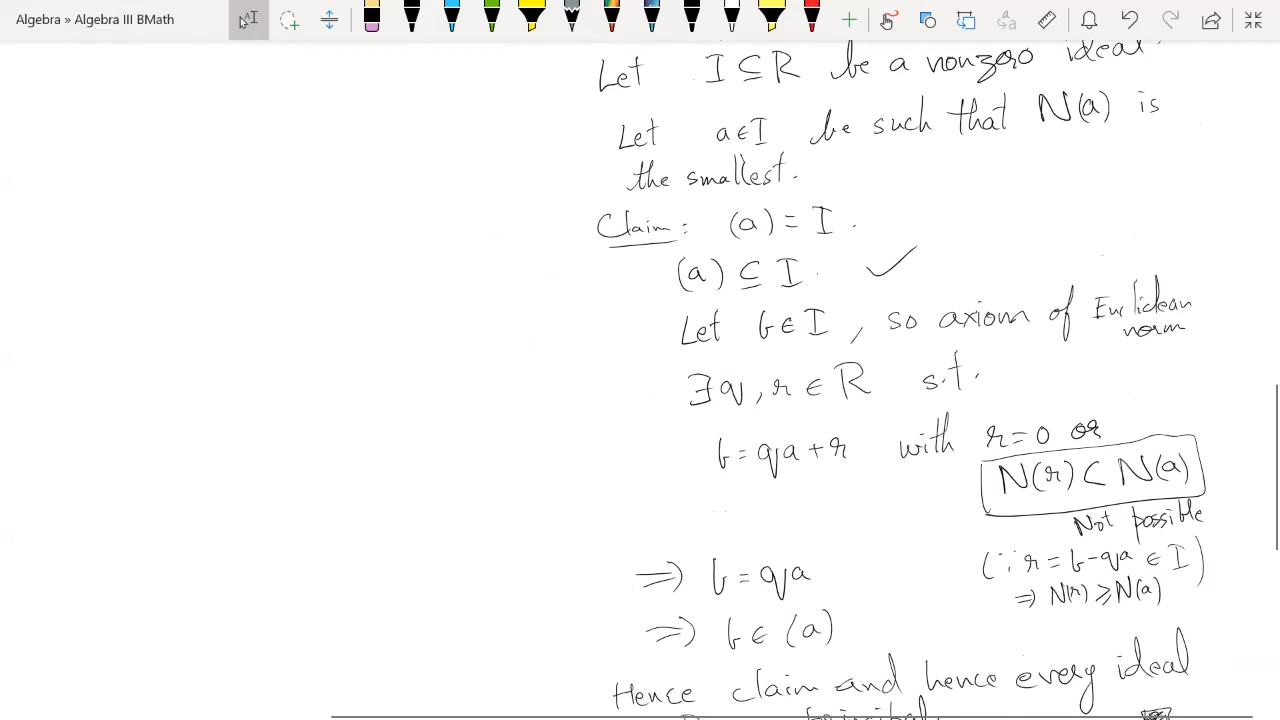 Algebra » Algebra III BMath
Let I ⊆ R be a nonzero ideal.
Let a ∈ I be such that N(a) is
the smallest.
Claim: (a) = I.
(a) ⊆ I. ✓
Let b ∈ I, so axiom of Euclidean
norm
∃ q, r ∈ R s.t.
b = qa + r with r = 0 or
N(r) < N(a)
Not possible
(∵ r = b - qa ∈ I)
⇒ N(r) ≥ N(a)
⇒ b = qa
⇒ b ∈ (a)
Hence claim and hence every ideal
principal